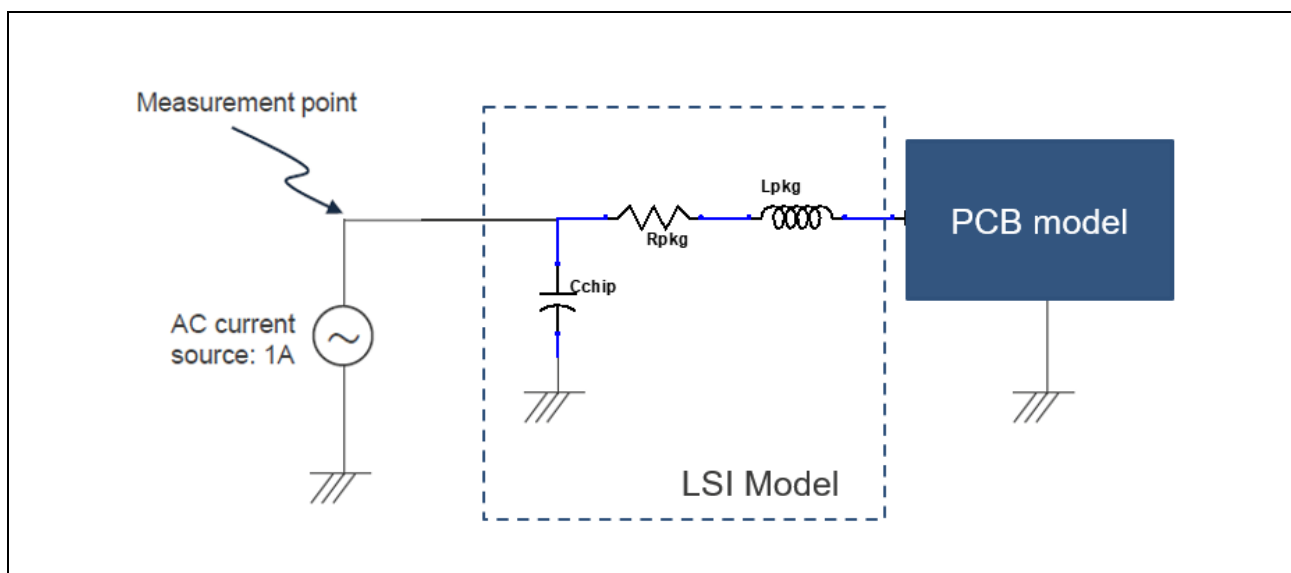 Measurement point
Lpkg
Rpkg
PCB model
Cchip
AC current
source: 1A
LSI Model